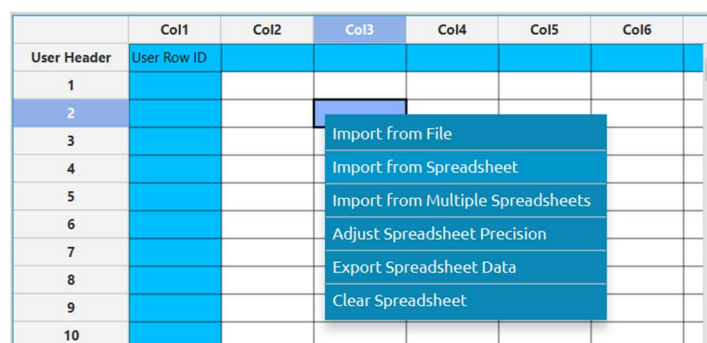 Col1 Col2 Col3 Col4 Col5 Col6
User Header User Row ID
1
2
3 Import from File
4 Import from Spreadsheet
5 Import from Multiple Spreadsheets
6 Adjust Spreadsheet Precision
7
8 Export Spreadsheet Data
9 Clear Spreadsheet
10